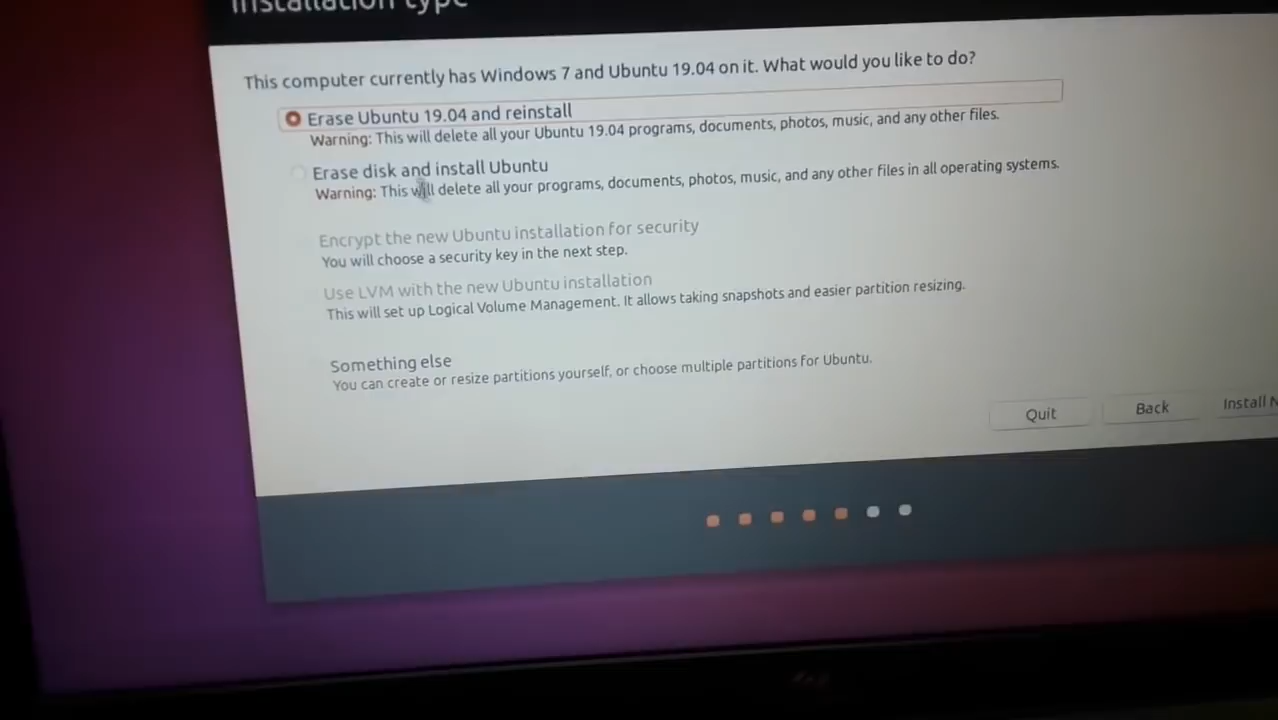 Installation type
This computer currently has Windows 7 and Ubuntu 19.04 on it. What would you like to do?
Erase Ubuntu 19.04 and reinstall
Warning: This will delete all your Ubuntu 19.04 programs, documents, photos, music, and any other files.
Erase disk and install Ubuntu
Warning: This will delete all your programs, documents, photos, music, and any other files in all operating systems.
Encrypt the new Ubuntu installation for security
You will choose a security key in the next step.
Use LVM with the new Ubuntu installation
This will set up Logical Volume Management. It allows taking snapshots and easier partition resizing.
Something else
You can create or resize partitions yourself, or choose multiple partitions for Ubuntu.
Quit Back Install N